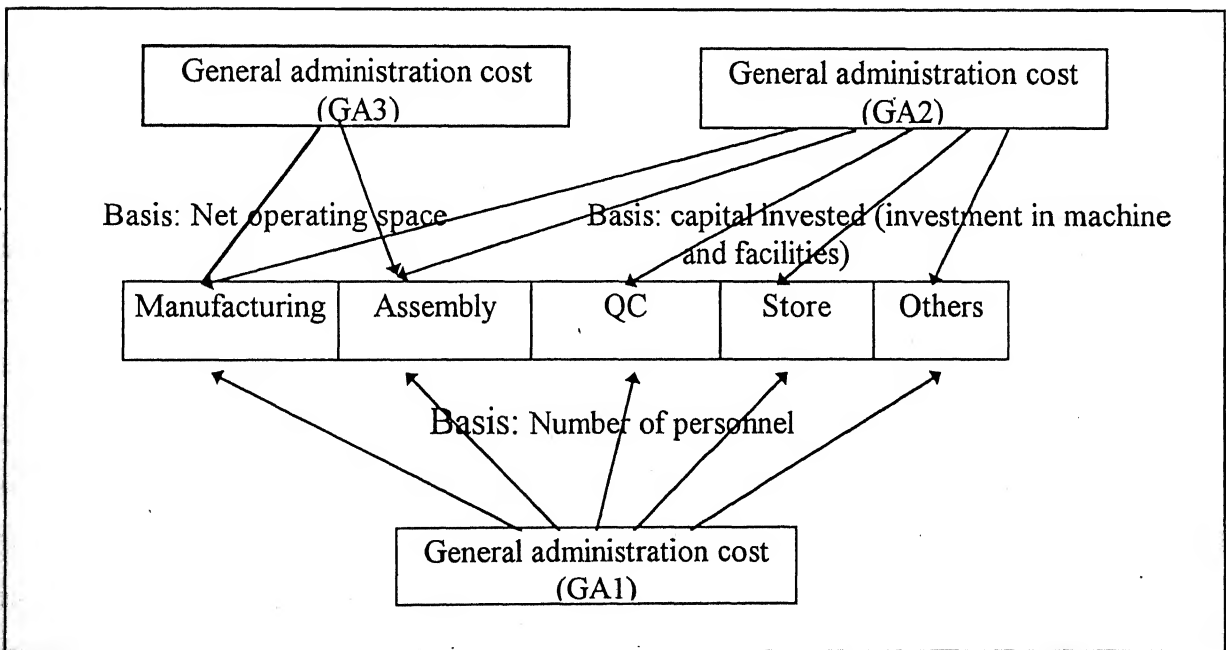 General administration cost
(GA3)
General administration cost
(GA2)
Basis: Net operating space
Basis: capital invested (investment in machine
and facilities)
Manufacturing
Assembly
QC
Store
Others
Basis: Number of personnel
General administration cost
(GA1)